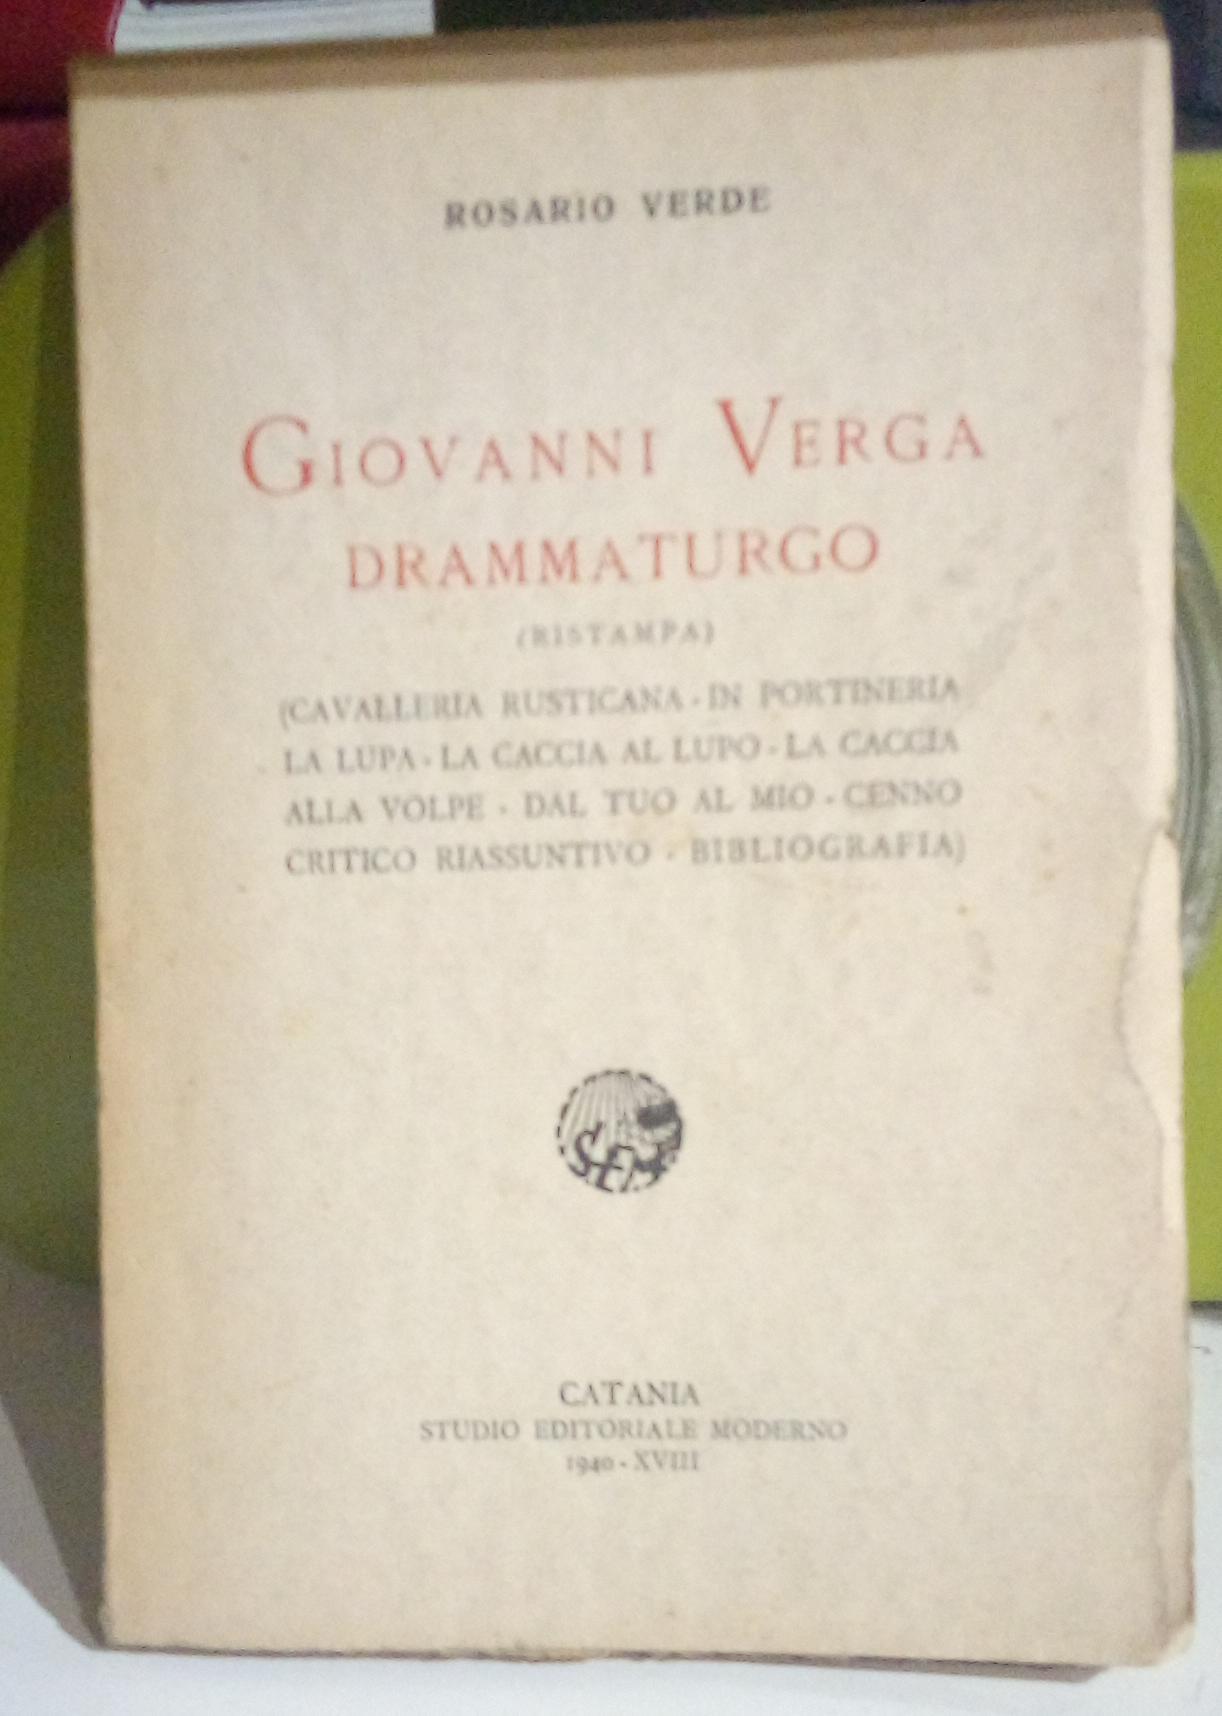 ROSARIO VERDE
GIOVANNI VERGA
DRAMMATURGO
(RISTAMPA)
(CAVALLERIA RUSTICANA - IN PORTINERIA
LA LUPA - LA CACCIA AL LUPO - LA CACCIA
ALLA VOLPE - DAL TUO AL MIO - CENNO
CRITICO RIASSUNTIVO - BIBLIOGRAFIA)
S.E.M.
CATANIA
STUDIO EDITORIALE MODERNO
1940 - XVIII